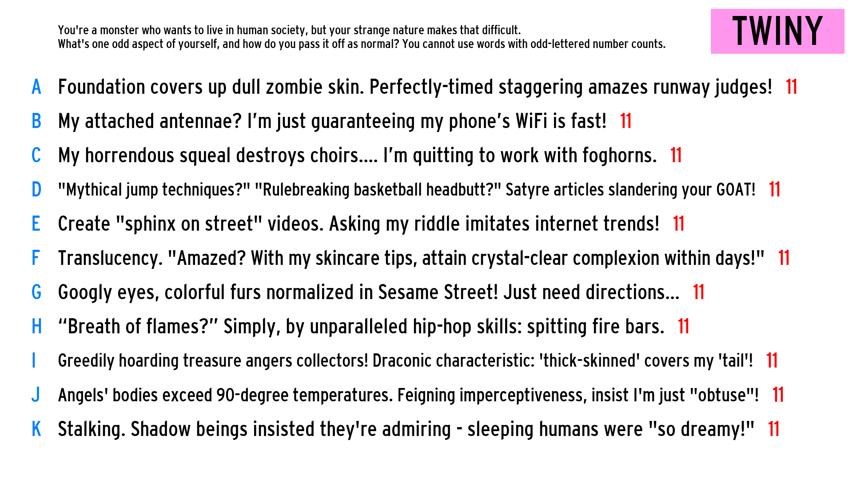 You're a monster who wants to live in human society, but your strange nature makes that difficult.
What's one odd aspect of yourself, and how do you pass it off as normal? You cannot use words with odd-lettered number counts.
TWINY
A Foundation covers up dull zombie skin. Perfectly-timed staggering amazes runway judges! 11
B My attached antennae? I'm just guaranteeing my phone's WiFi is fast! 11
C My horrendous squeal destroys choirs.... I'm quitting to work with foghorns. 11
D "Mythical jump techniques?" "Rulebreaking basketball headbutt?" Satyre articles slandering your GOAT! 11
E Create "sphinx on street" videos. Asking my riddle imitates internet trends! 11
F Translucency. "Amazed? With my skincare tips, attain crystal-clear complexion within days!" 11
G Googly eyes, colorful furs normalized in Sesame Street! Just need directions... 11
H “Breath of flames?” Simply, by unparalleled hip-hop skills: spitting fire bars. 11
I Greedily hoarding treasure angers collectors! Draconic characteristic: 'thick-skinned' covers my 'tail'! 11
J Angels' bodies exceed 90-degree temperatures. Feigning imperceptiveness, insist I'm just "obtuse"! 11
K Stalking. Shadow beings insisted they're admiring - sleeping humans were "so dreamy!" 11